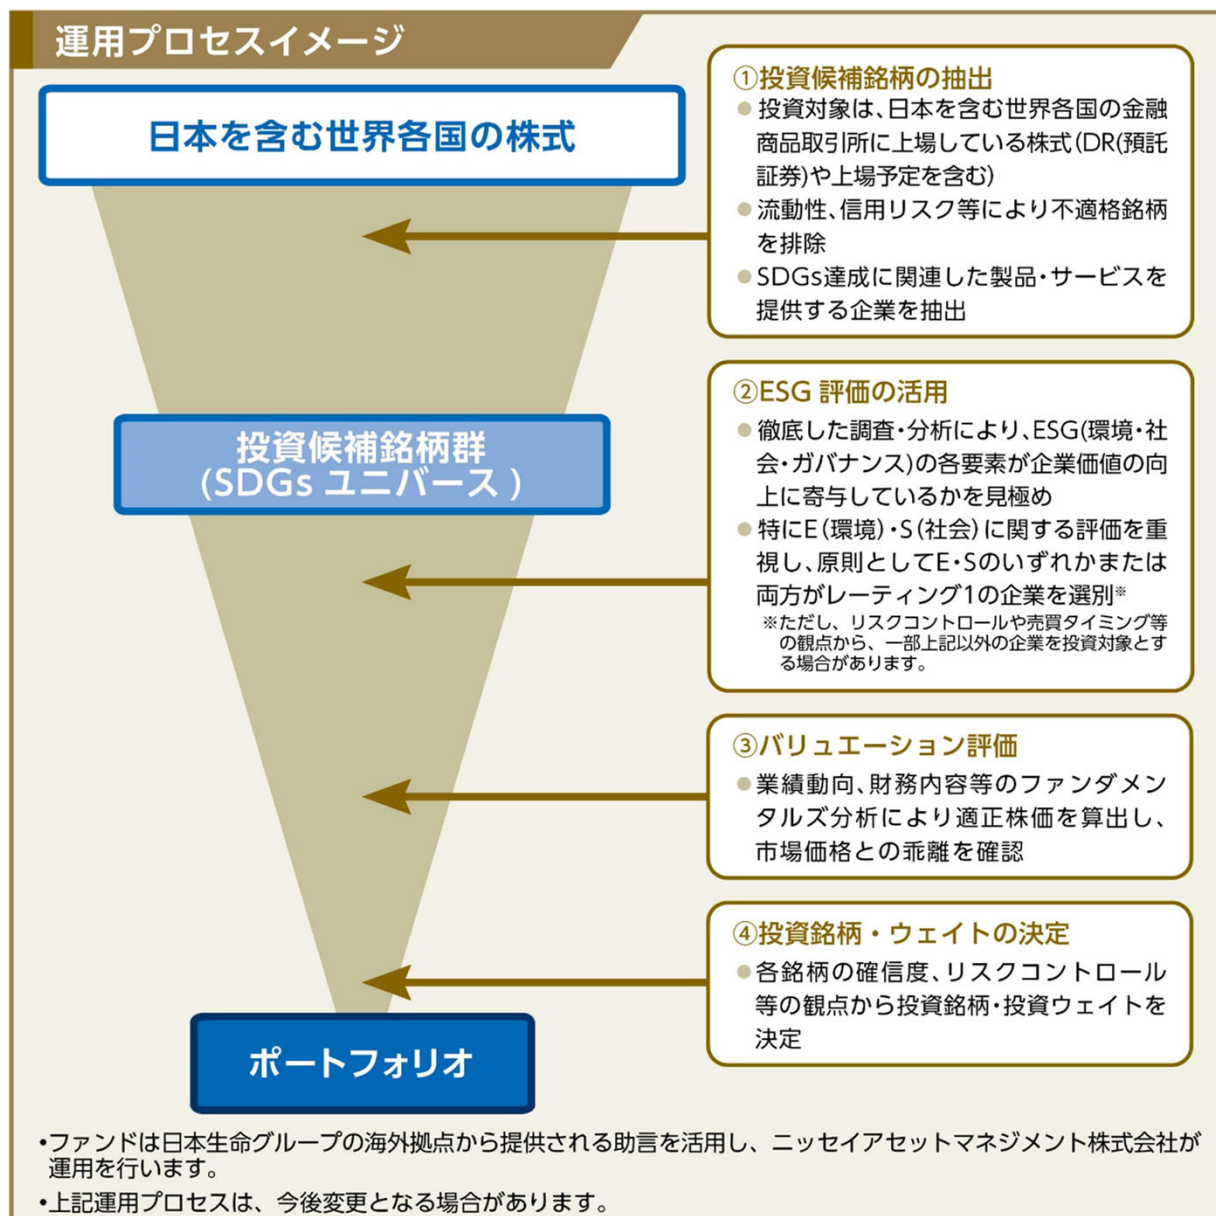 運用プロセスイメージ
日本を含む世界各国の株式
①投資候補銘柄の抽出
●投資対象は、日本を含む世界各国の金融
商品取引所に上場している株式(DR(預託
証券)や上場予定を含む)
●流動性、信用リスク等により不適格銘柄
を排除
●SDGs達成に関連した製品・サービスを
提供する企業を抽出
投資候補銘柄群
(SDGs ユニバース )
②ESG 評価の活用
●徹底した調査・分析により、ESG(環境・社
会・ガバナンス)の各要素が企業価値の向
上に寄与しているかを見極め
●特にE(環境)・S(社会)に関する評価を重
視し、原則としてE・Sのいずれかまたは
両方がレーティング1の企業を選別※
※ただし、リスクコントロールや売買タイミング等
の観点から、一部上記以外の企業を投資対象とす
る場合があります。
③バリュエーション評価
●業績動向、財務内容等のファンダメン
タルズ分析により適正株価を算出し、
市場価格との乖離を確認
④投資銘柄・ウェイトの決定
●各銘柄の確信度、リスクコントロール
等の観点から投資銘柄・投資ウェイトを
決定
ポートフォリオ
•ファンドは日本生命グループの海外拠点から提供される助言を活用し、ニッセイアセットマネジメント株式会社が
運用を行います。
•上記運用プロセスは、今後変更となる場合があります。